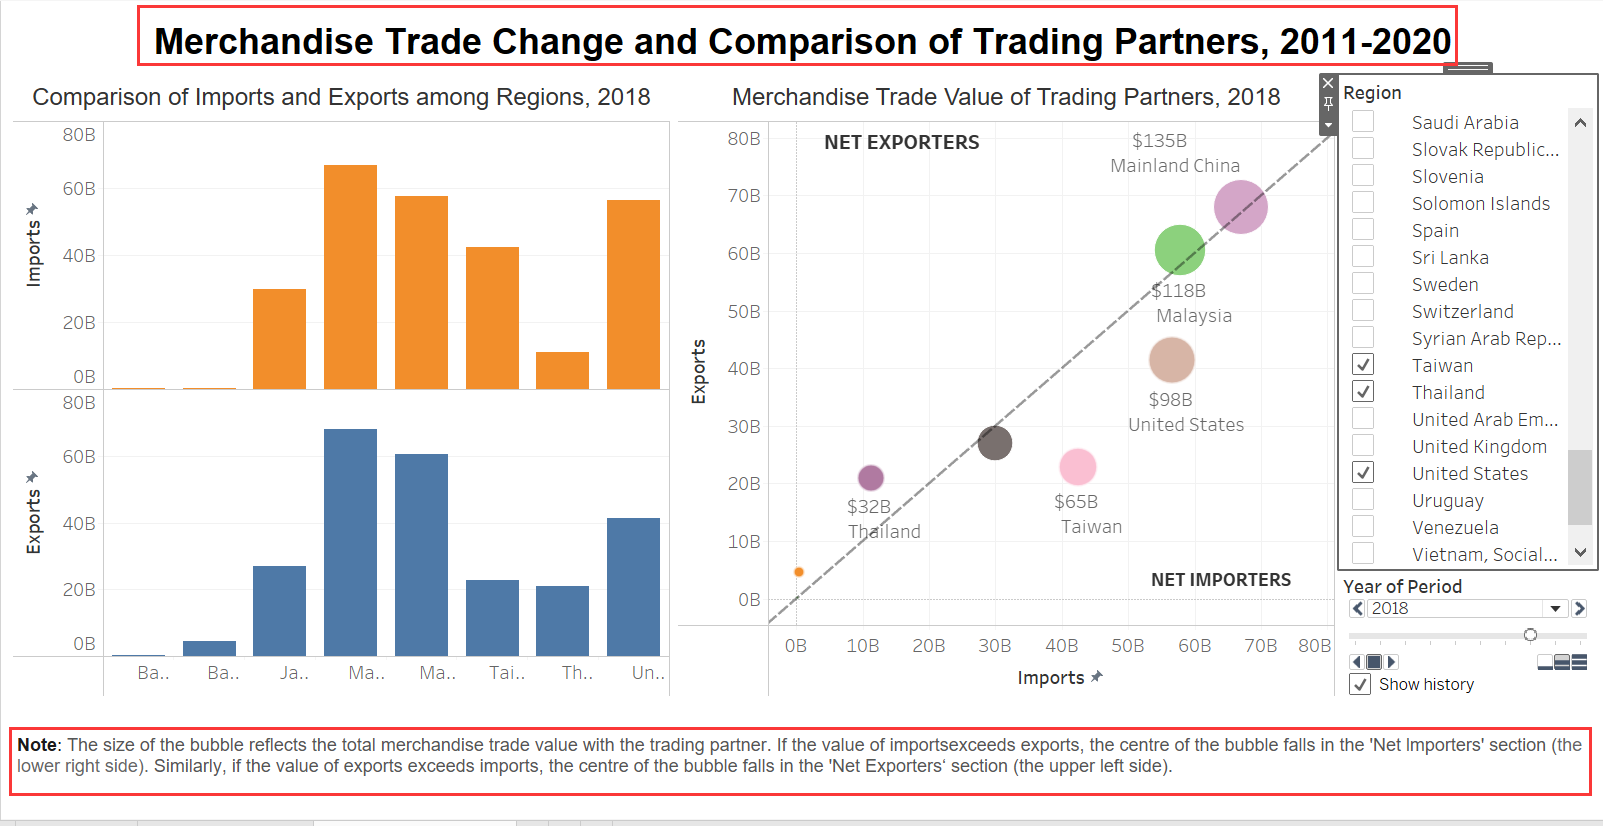 Merchandise Trade Change and Comparison of Trading Partners, 2011-2020
Comparison of Imports and Exports among Regions, 2018
80B
60B
40B
20B
0B
Imports
80B
60B
40B
20B
0B
Exports
Ba.. Ba.. Ja.. Ma.. Ma.. Tai.. Th.. Un..
Merchandise Trade Value of Trading Partners, 2018
80B
70B
60B
50B
40B
30B
20B
10B
0B
Exports
NET EXPORTERS
$135B
Mainland China
$118B
Malaysia
$98B
United States
$65B
Taiwan
$32B
Thailand
NET IMPORTERS
0B 10B 20B 30B 40B 50B 60B 70B 80B
Imports
Region
Saudi Arabia
Slovak Republic...
Slovenia
Solomon Islands
Spain
Sri Lanka
Sweden
Switzerland
Syrian Arab Rep...
Taiwan
Thailand
United Arab Em...
United Kingdom
United States
Uruguay
Venezuela
Vietnam, Social...
Year of Period
2018
Show history
Note: The size of the bubble reflects the total merchandise trade value with the trading partner. If the value of importsexceeds exports, the centre of the bubble falls in the 'Net Importers' section (the
lower right side). Similarly, if the value of exports exceeds imports, the centre of the bubble falls in the 'Net Exporters‘ section (the upper left side).